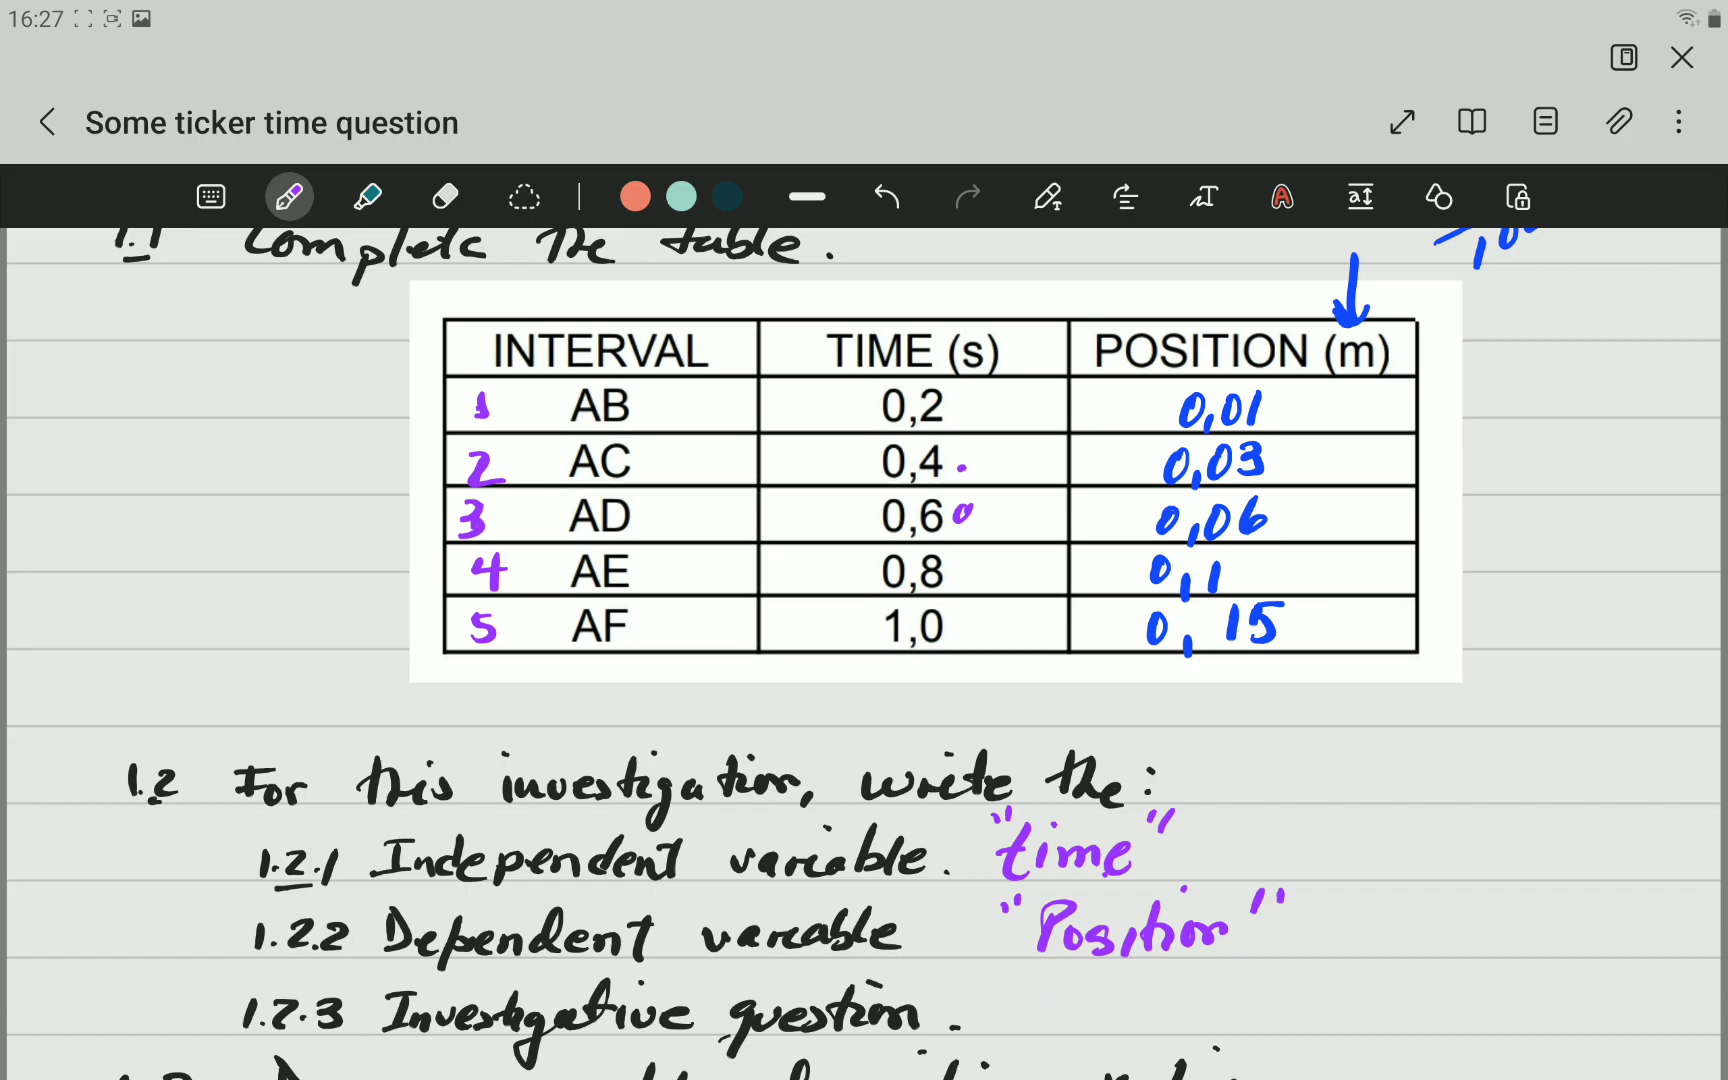 16:27
Some ticker time question
1.1 Complete the table.
INTERVAL TIME (s) POSITION (m)
1 AB 0,2 0,01
2 AC 0,4 0,03
3 AD 0,6 0,06
4 AE 0,8 0,1
5 AF 1,0 0,15
1.2 For this investigation, write the:
1.2.1 Independent variable. "time"
1.2.2 Dependent variable "Position"
1.2.3 Investigative question.